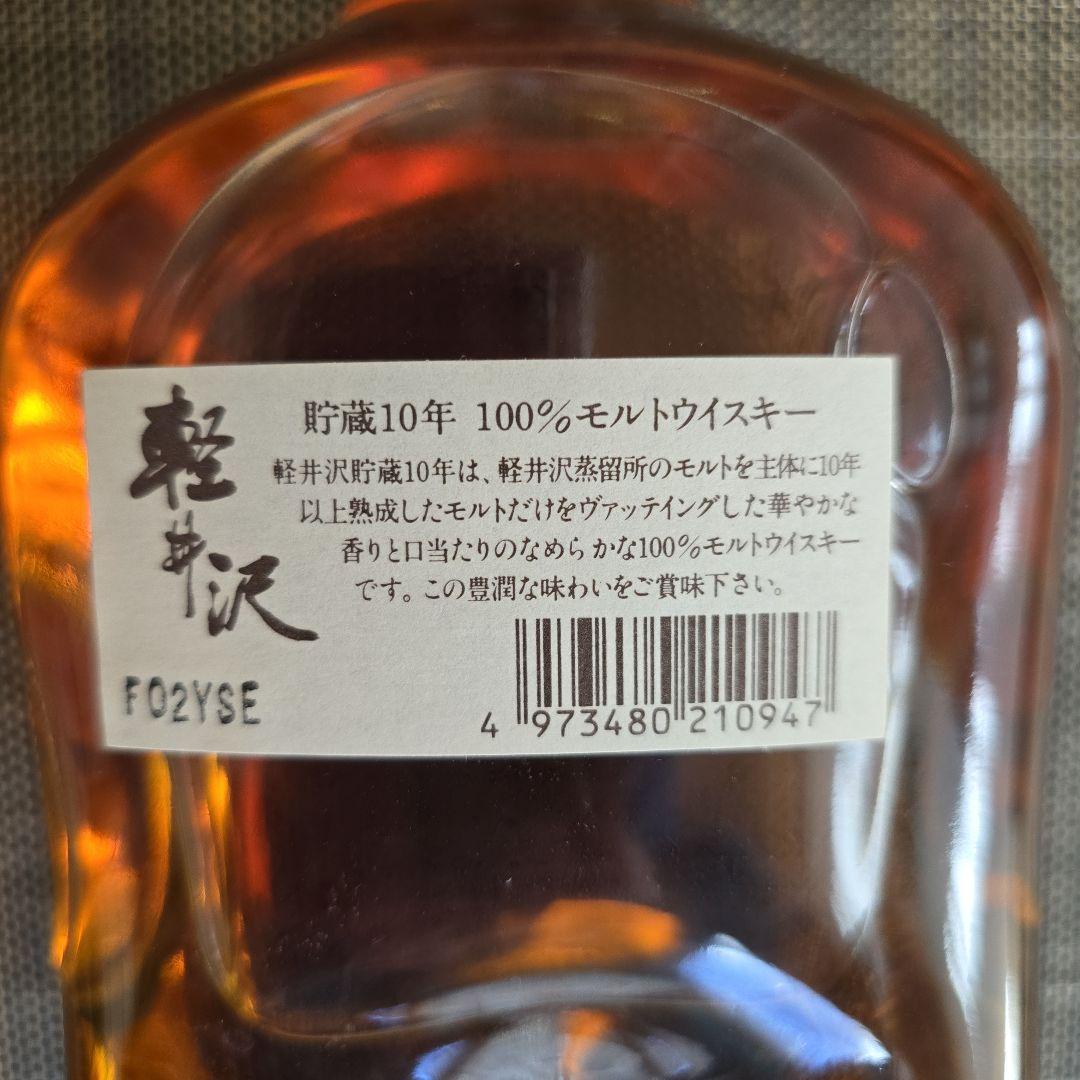 軽井沢
貯蔵10年 100%モルトウイスキー
軽井沢貯蔵10年は、軽井沢蒸留所のモルトを主体に10年
以上熟成したモルトだけをヴァッテイングした華やかな
香りと口当たりのなめらかな100%モルトウイスキー
です。この豊潤な味わいをご賞味下さい。
F02YSE
4 973480 210947